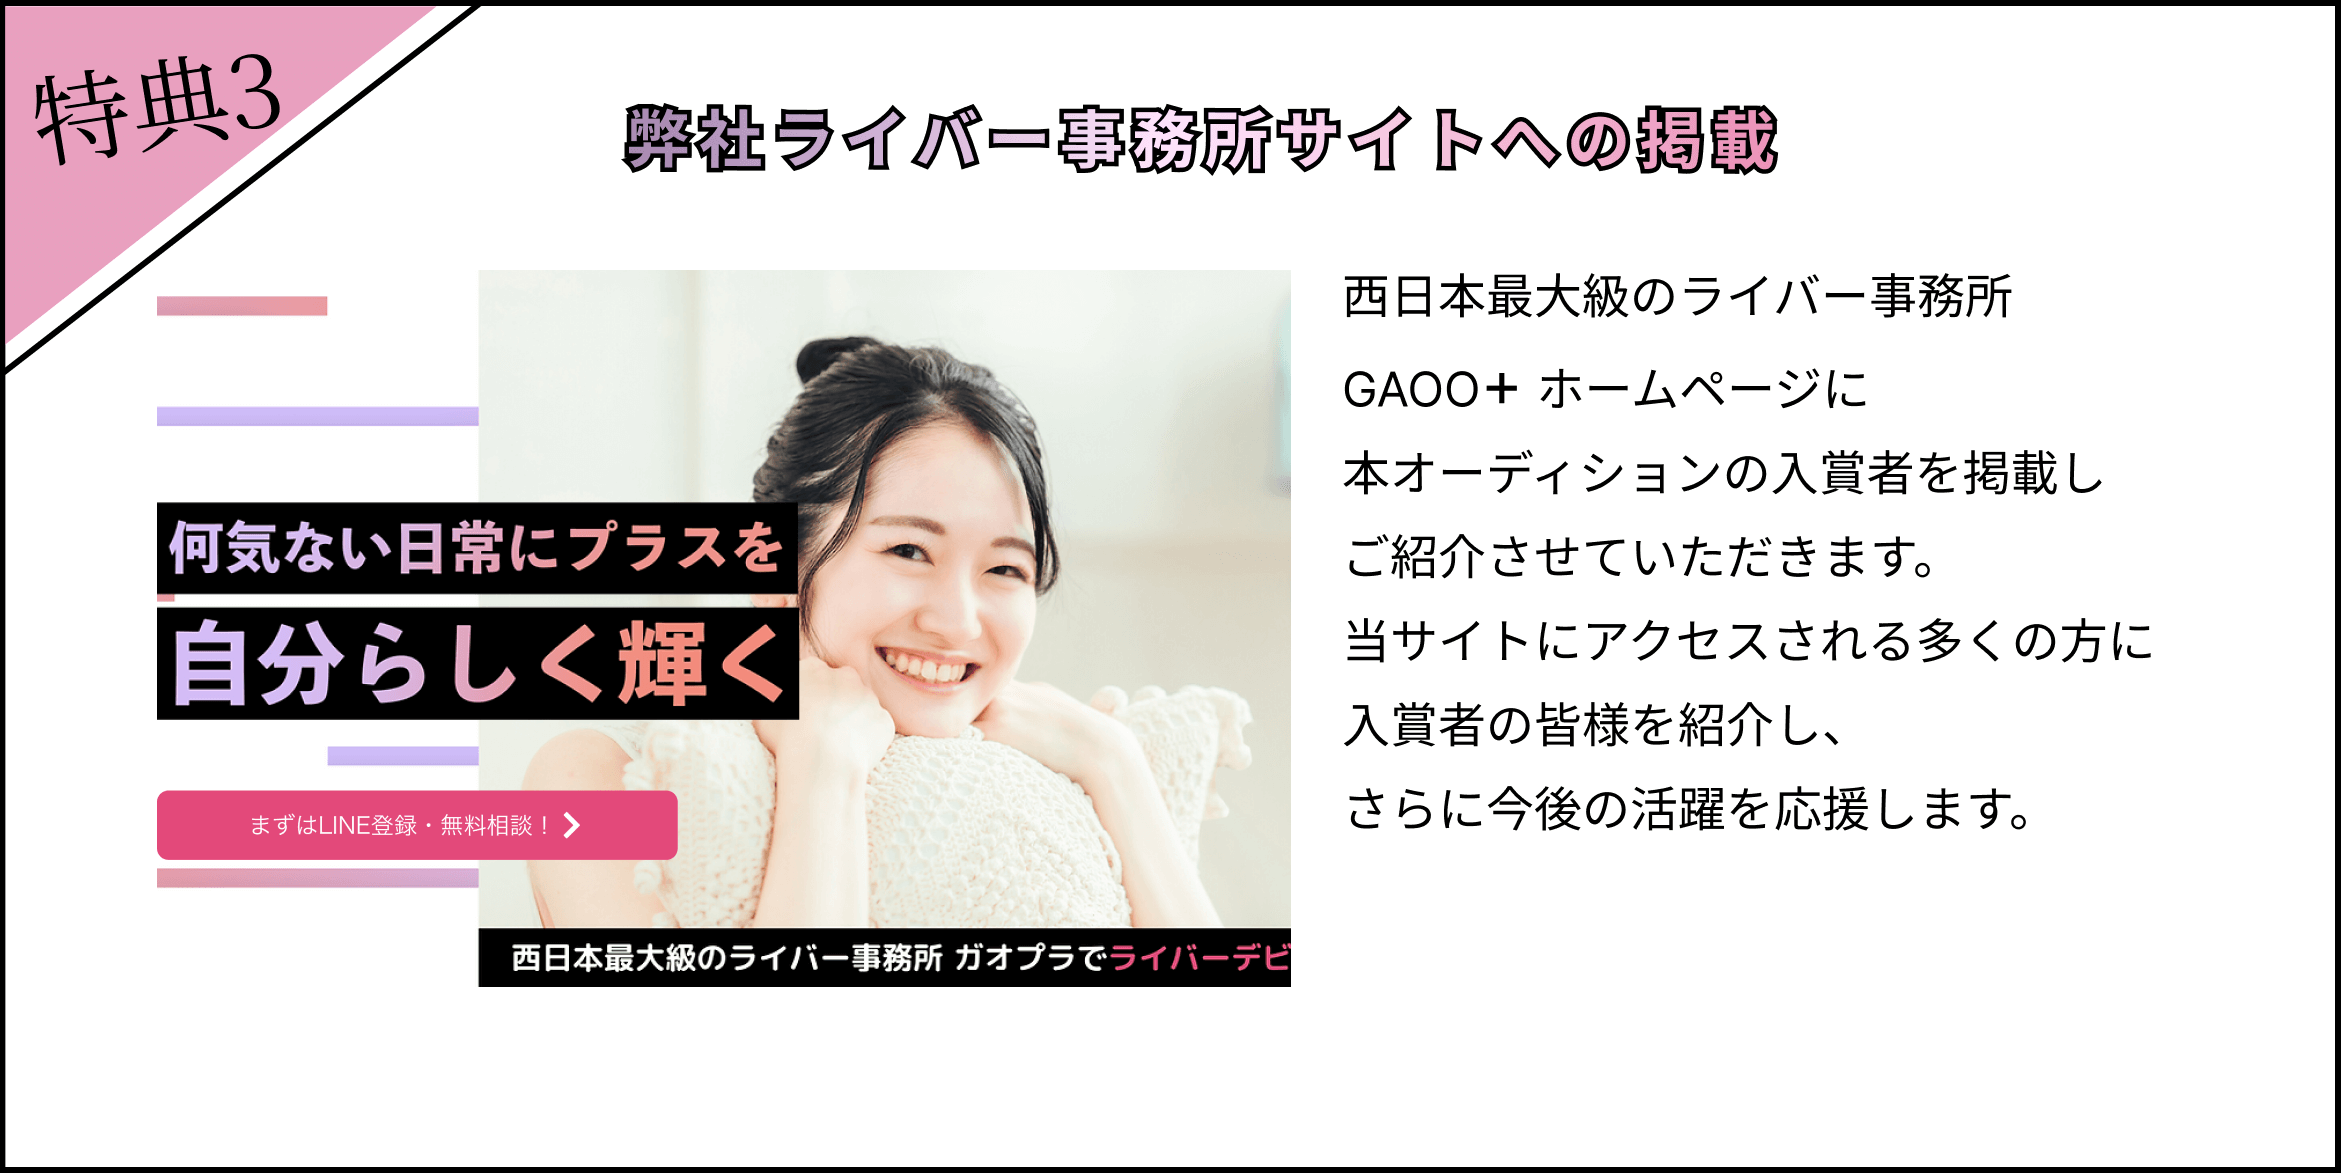 特典3
弊社ライバー事務所サイトへの掲載
何気ない日常にプラスを
自分らしく輝く
まずはLINE登録・無料相談！
西日本最大級のライバー事務所 ガオプラでライバーデビ
西日本最大級のライバー事務所
GAOO+ ホームページに
本オーディションの入賞者を掲載し
ご紹介させていただきます。
当サイトにアクセスされる多くの方に
入賞者の皆様を紹介し、
さらに今後の活躍を応援します。